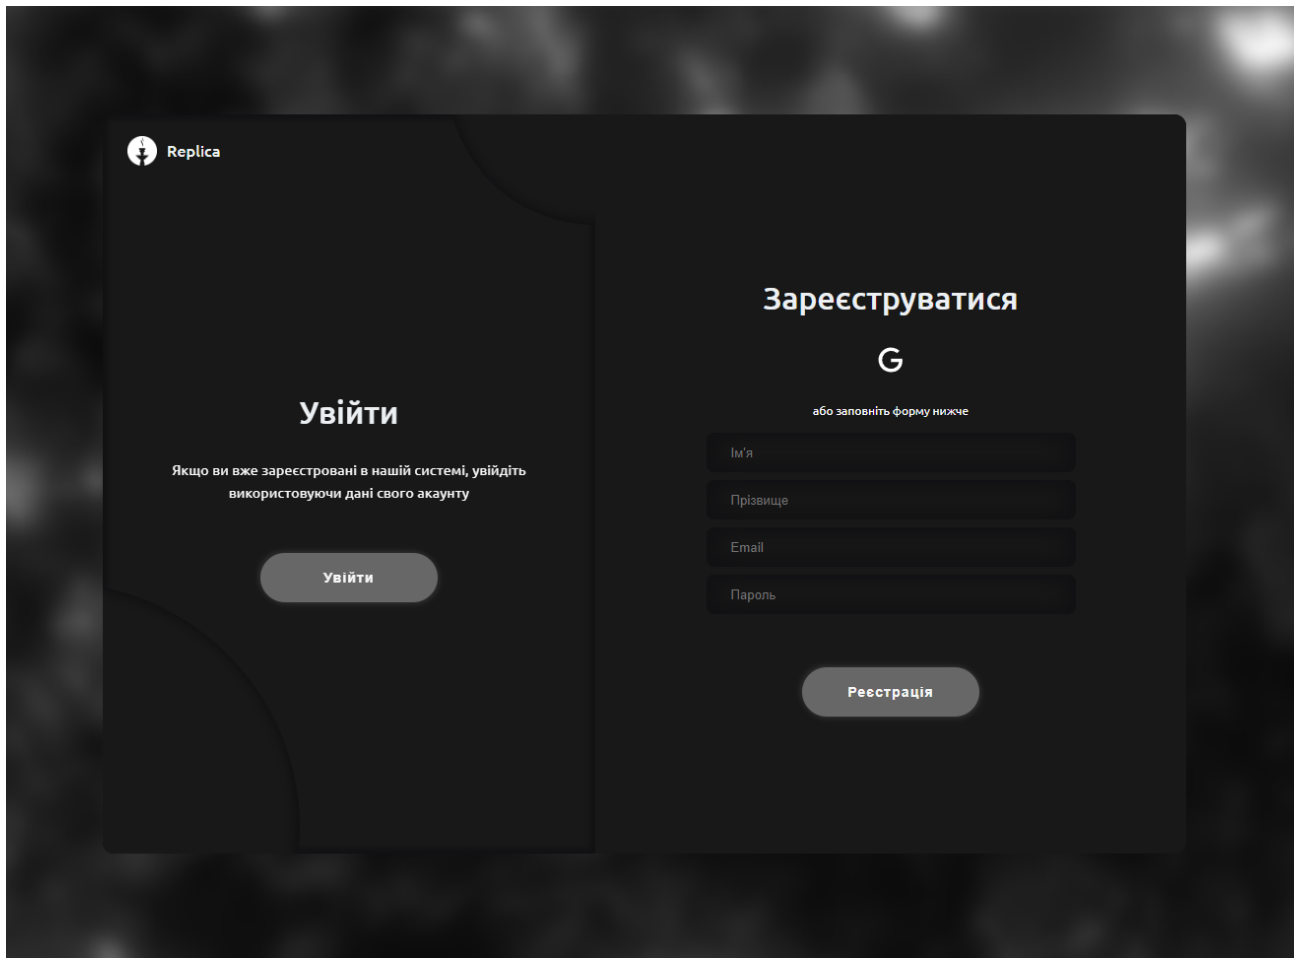 Replica
Увійти
Якщо ви вже зареєстровані в нашій системі, увійдіть
використовуючи дані свого акаунту
Увійти
Зареєструватися
G
або заповніть форму нижче
Ім'я
Прізвище
Email
Пароль
Реєстрація